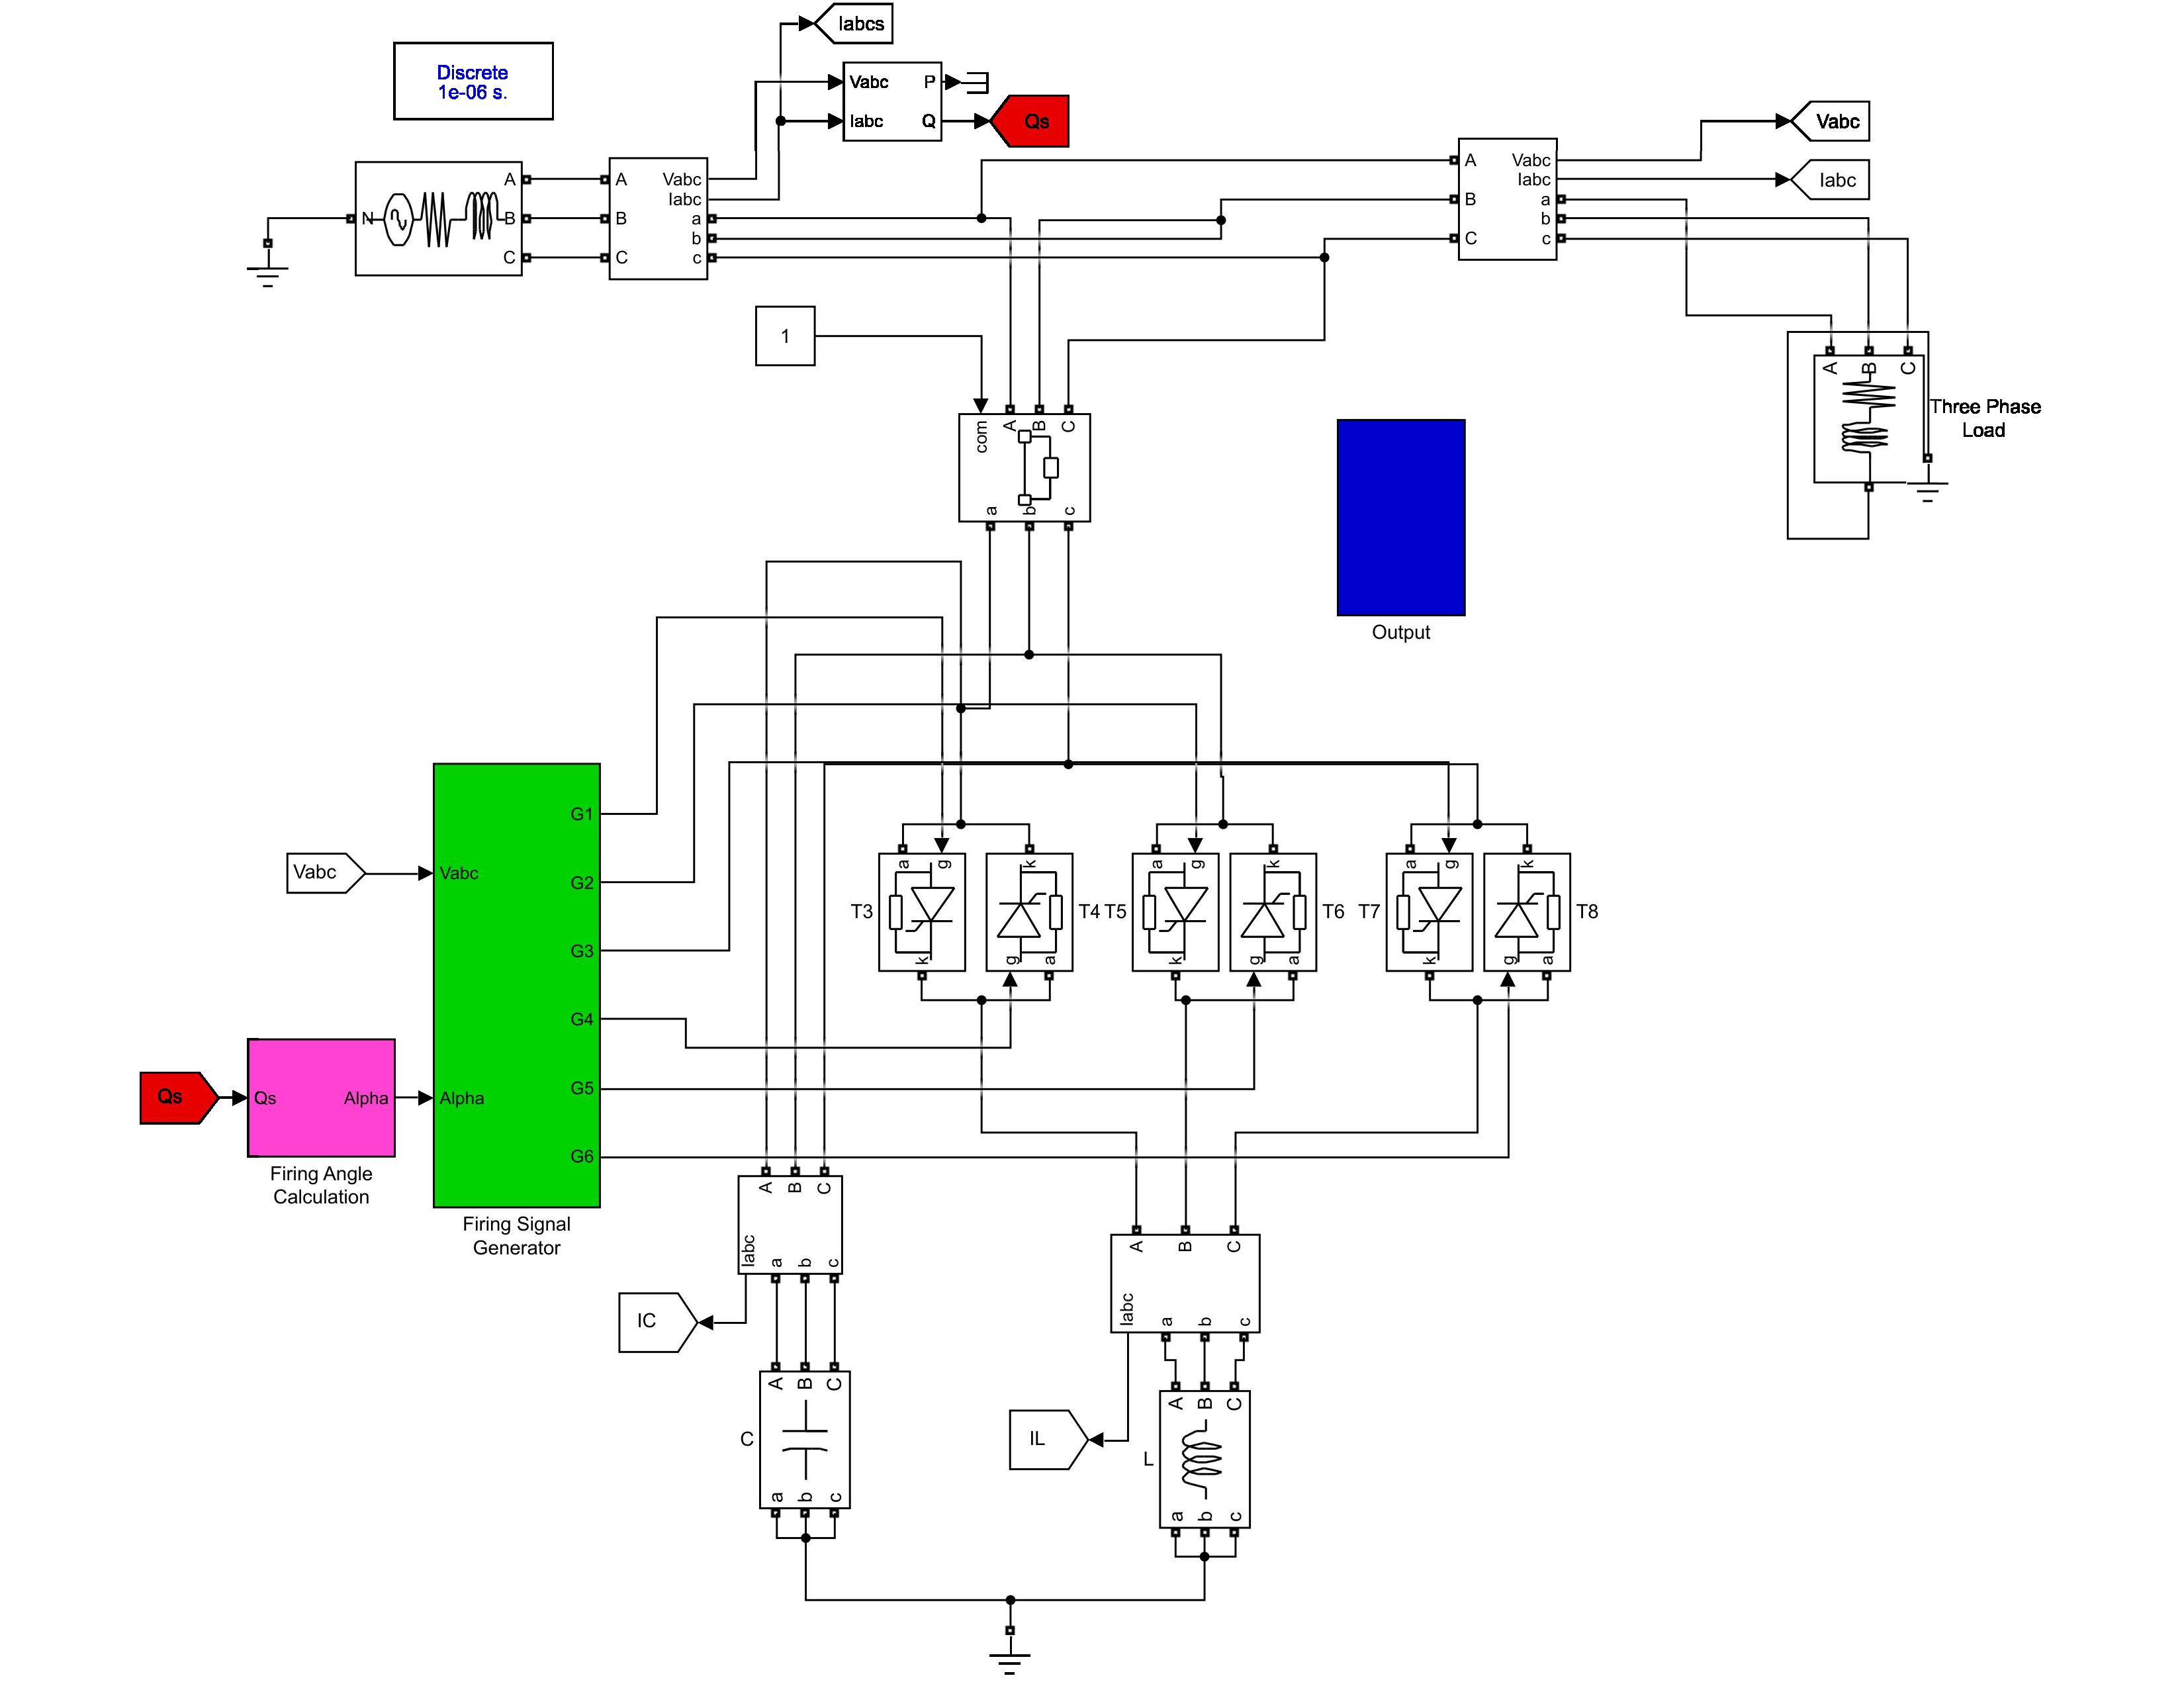 Iabcs
Discrete
1e-06 s.
Vabc
P
Iabc
Q
Qs
Vabc
Iabc
N
A
B
C
A
B
C
Vabc
Iabc
a
b
c
A
B
C
Vabc
Iabc
a
b
c
1
com
A
B
C
a
b
c
A
B
C
Three Phase
Load
Output
Vabc
Vabc
Alpha
G1
G2
G3
G4
G5
G6
Firing Signal
Generator
Qs
Qs
Alpha
Firing Angle
Calculation
T3
a
g
k
k
g
a
T4
T5
a
g
k
k
g
a
T6
T7
a
g
k
k
g
a
T8
A
B
C
Iabc
a
b
c
IC
A
B
C
C
a
b
c
A
B
C
Iabc
a
b
c
IL
A
B
C
L
a
b
c